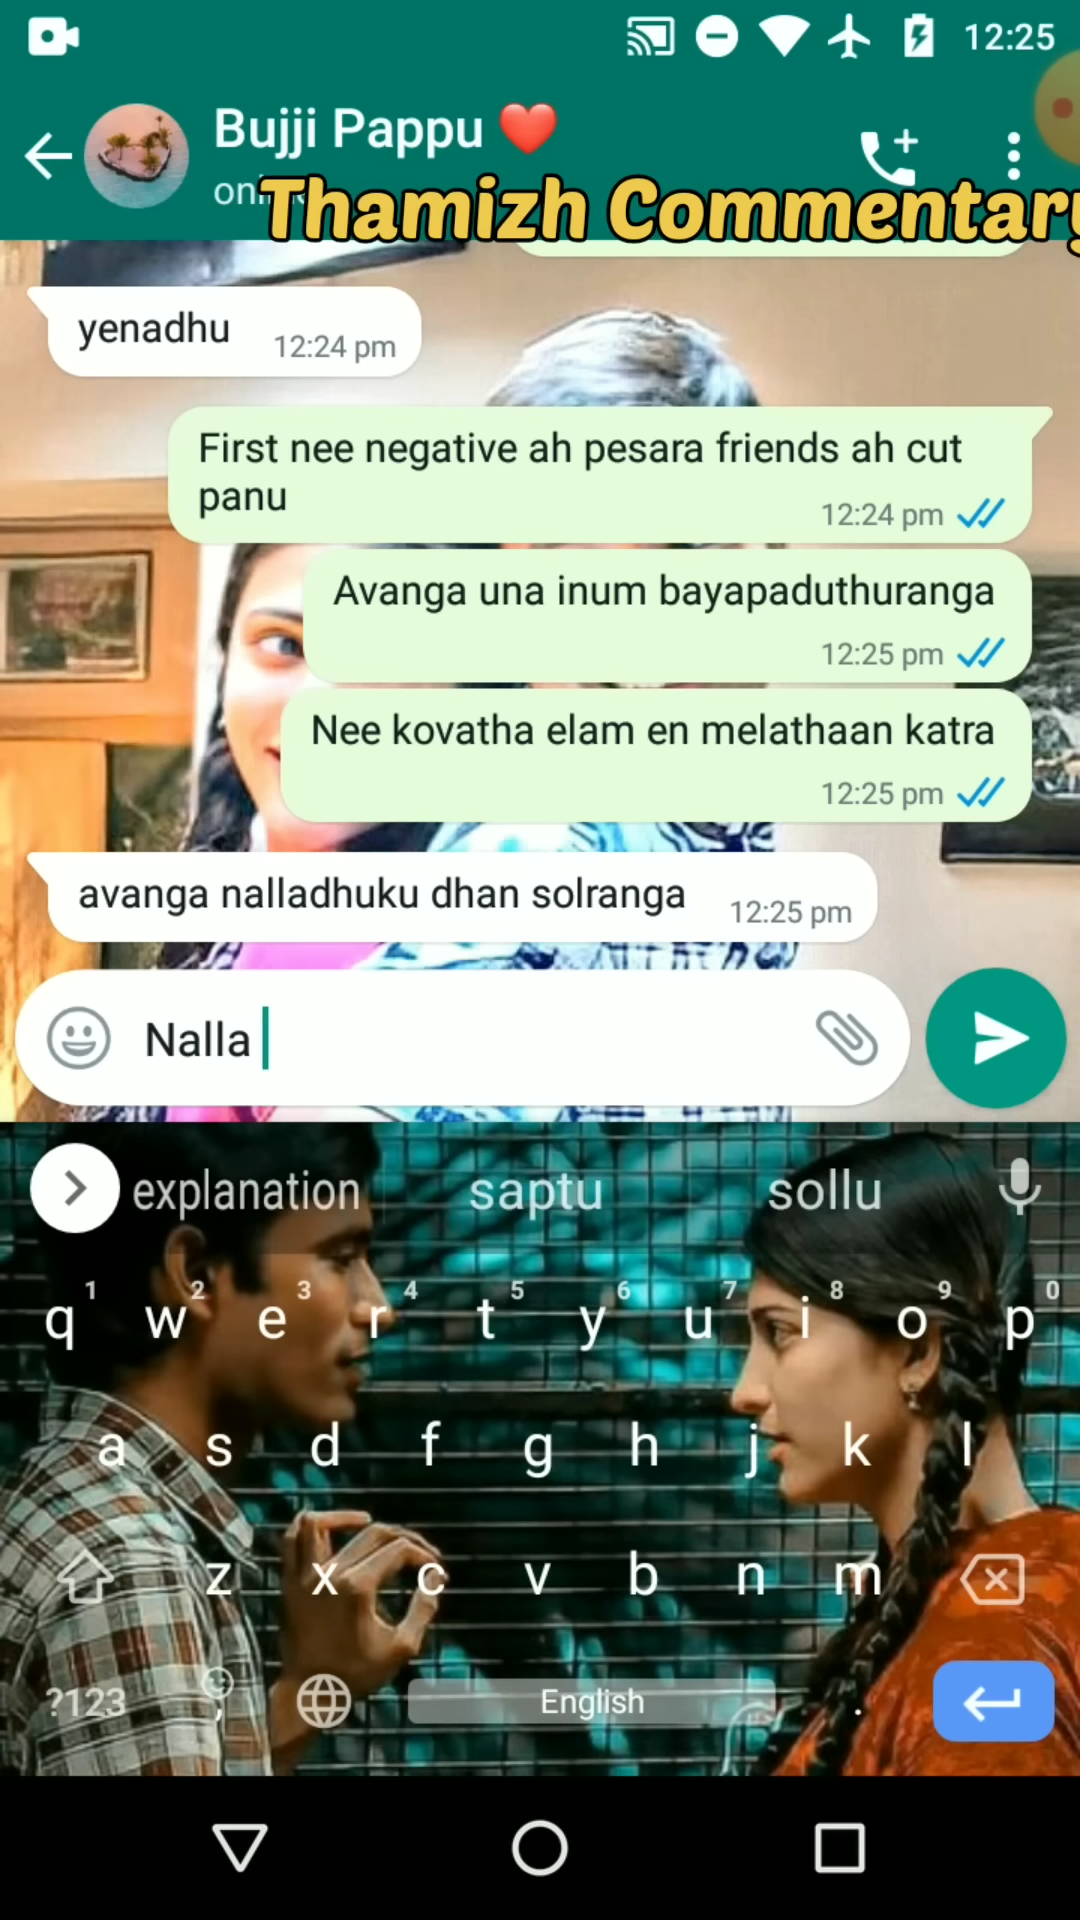 12:25
Bujji Pappu ❤️
Thamizh Commentary
yenadhu 12:24 pm
First nee negative ah pesara friends ah cut
panu
12:24 pm
Avanga una inum bayapaduthuranga
12:25 pm
Nee kovatha elam en melathaan katra
12:25 pm
avanga nalladhuku dhan solranga 12:25 pm
Nalla
explanation saptu sollu
1 2 3 4 5 6 7 8 9 0
q w e r t y u i o p
a s d f g h j k l
z x c v b n m
?123 , English .